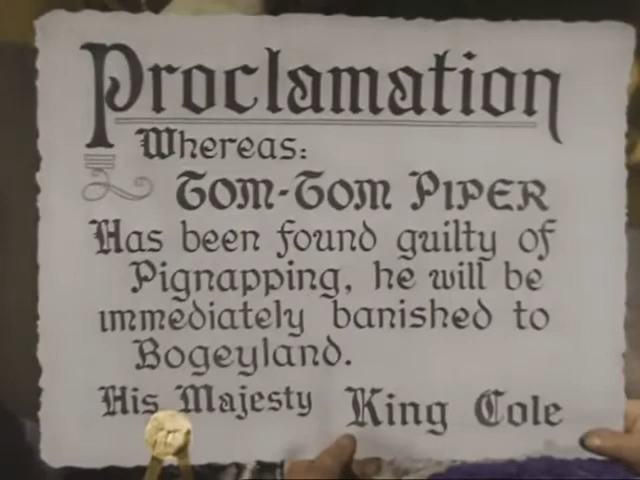 Proclamation
Whereas:
Tom-Tom Piper
Has been found guilty of
Pignapping, he will be
immediately banished to
Bogeyland.
His Majesty King Cole